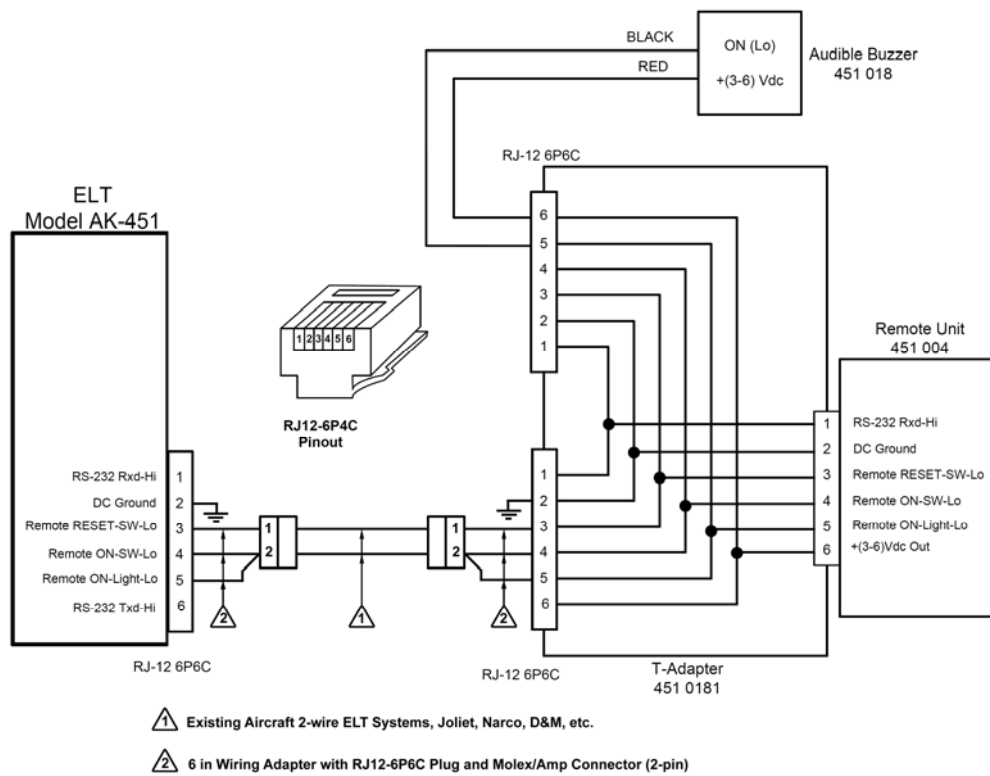 BLACK
RED
ON (Lo)
+(3-6) Vdc
Audible Buzzer
451 018
RJ-12 6P6C
6
5
4
3
2
1
ELT
Model AK-451
1 2 3 4 5 6
RJ12-6P4C
Pinout
RS-232 Rxd-Hi 1
DC Ground 2
Remote RESET-SW-Lo 3
Remote ON-SW-Lo 4
Remote ON-Light-Lo 5
RS-232 Txd-Hi 6
RJ-12 6P6C
1
2
1
2
2
1
2
1
2
3
4
5
6
RJ-12 6P6C
Remote Unit
451 004
1 RS-232 Rxd-Hi
2 DC Ground
3 Remote RESET-SW-Lo
4 Remote ON-SW-Lo
5 Remote ON-Light-Lo
6 +(3-6)Vdc Out
T-Adapter
451 0181
1 Existing Aircraft 2-wire ELT Systems, Joliet, Narco, D&M, etc.
2 6 in Wiring Adapter with RJ12-6P6C Plug and Molex/Amp Connector (2-pin)